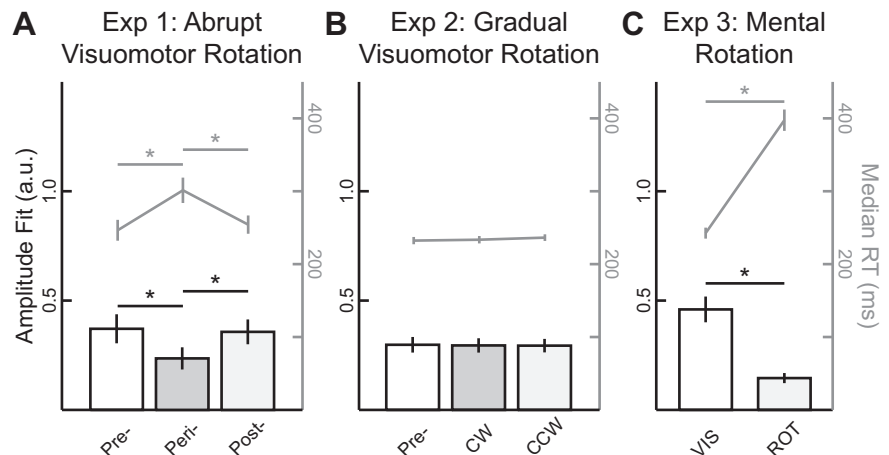 A Exp 1: Abrupt Visuomotor Rotation
B Exp 2: Gradual Visuomotor Rotation
C Exp 3: Mental Rotation
Amplitude Fit (a.u.)
1.0
0.5
*
*
*
*
400
200
Pre-
Peri-
Post-
1.0
0.5
400
200
Pre-
CW
CCW
1.0
0.5
*
*
400
200
Median RT (ms)
VIS
ROT